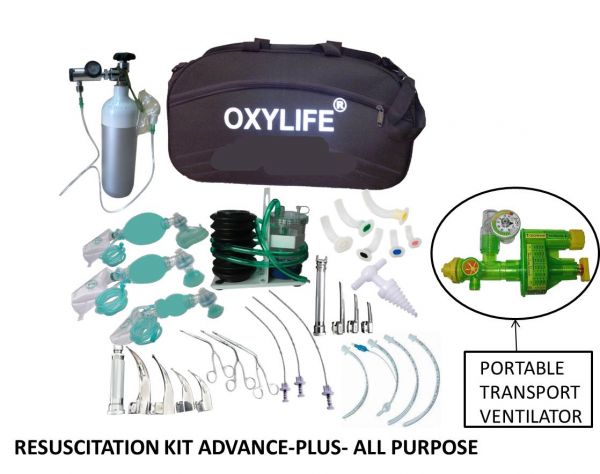 OXYLIFE®
PORTABLE
TRANSPORT
VENTILATOR
RESUSCITATION KIT ADVANCE-PLUS- ALL PURPOSE